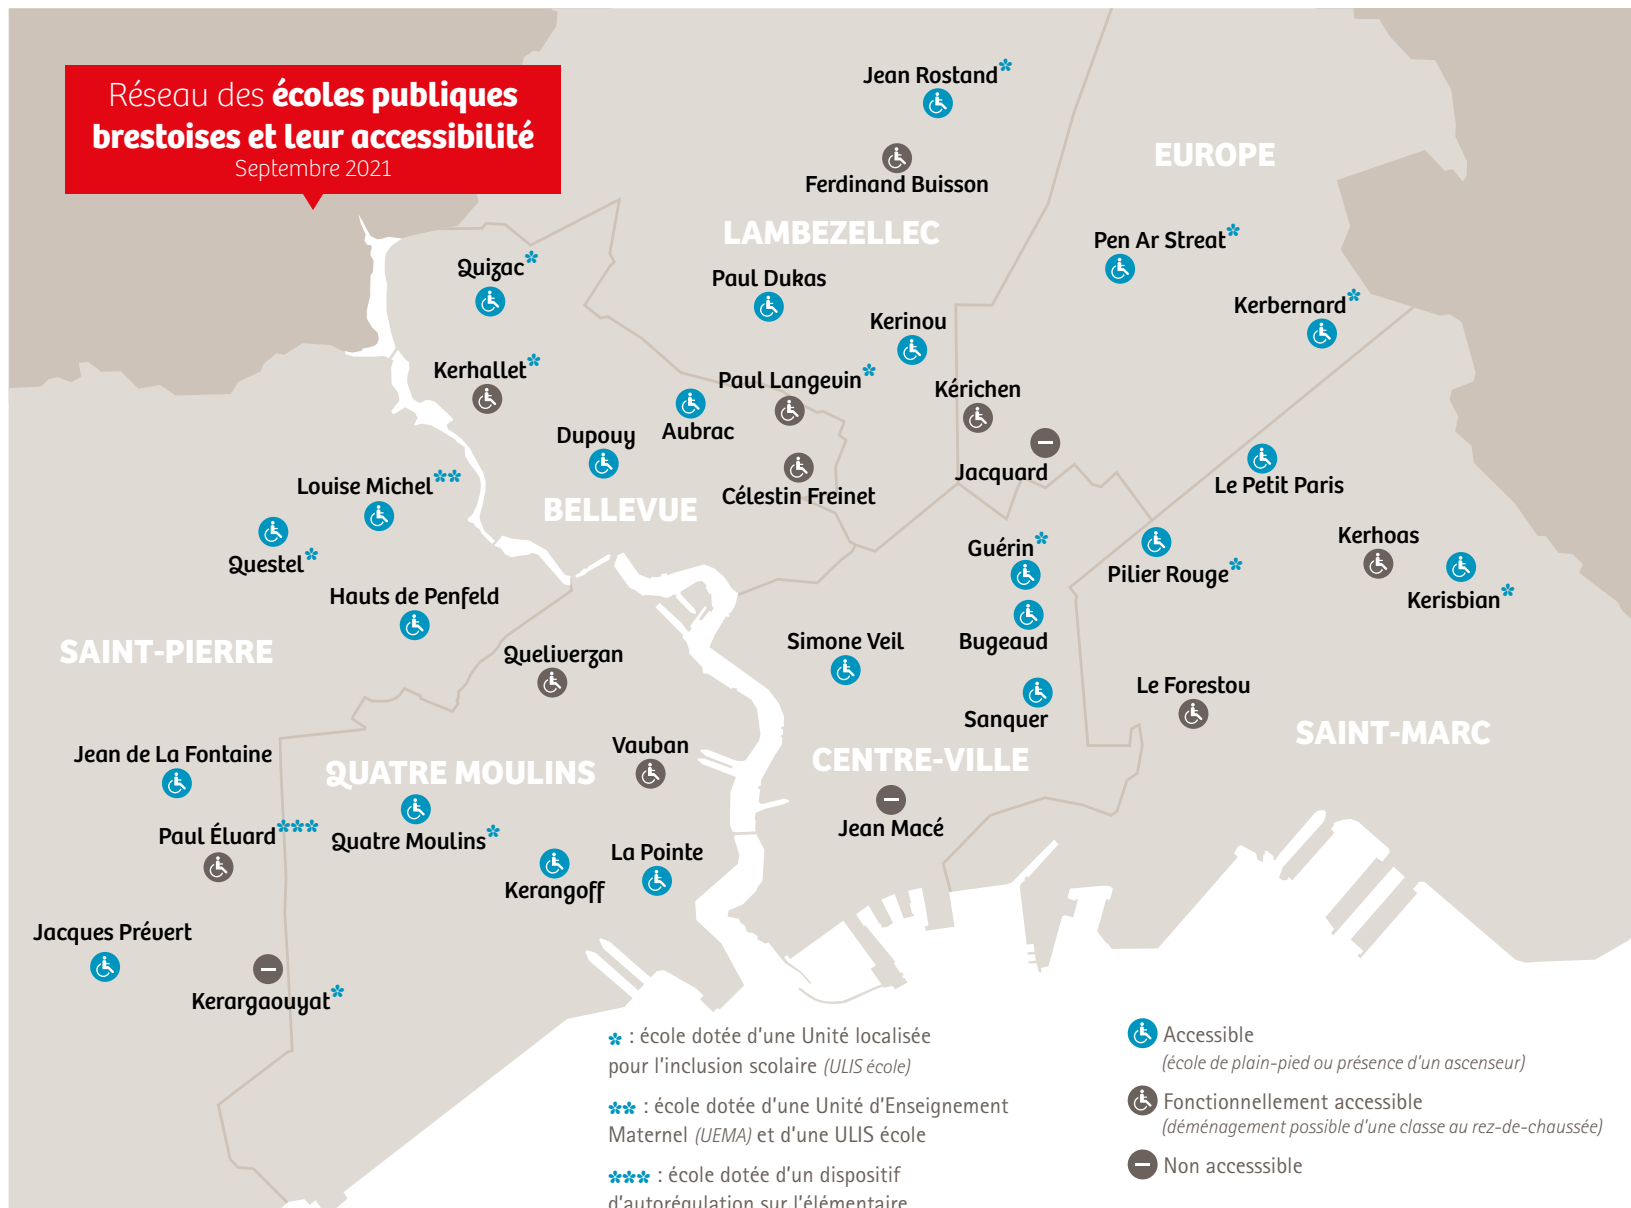 Réseau des écoles publiques
brestoises et leur accessibilité
Septembre 2021
Jean Rostand*
Ferdinand Buisson
EUROPE
LAMBEZELLEC
Pen Ar Streat*
Quizac*
Paul Dukas
Kerbernard*
Kerinou
Kerhallet*
Paul Langevin*
Kérichen
Aubrac
Dupouy
Jacquard
Le Petit Paris
Louise Michel**
Célestin Freinet
BELLEVUE
Kerhoas
Guérin*
Questel*
Pilier Rouge*
Hauts de Penfeld
Kerisbian*
SAINT-PIERRE
Queliverzan
Simone Veil
Bugeaud
Le Forestou
Sanquer
SAINT-MARC
Jean de La Fontaine
Vauban
CENTRE-VILLE
QUATRE MOULINS
Paul Éluard***
Quatre Moulins*
Jean Macé
La Pointe
Kerangoff
Jacques Prévert
Kerargaouyat*
* : école dotée d'une Unité localisée
pour l'inclusion scolaire (ULIS école)
** : école dotée d'une Unité d'Enseignement
Maternel (UEMA) et d'une ULIS école
*** : école dotée d'un dispositif
d'autorégulation sur l'élémentaire
Accessible
(école de plain-pied ou présence d'un ascenseur)
Fonctionnellement accessible
(déménagement possible d'une classe au rez-de-chaussée)
Non accesssible